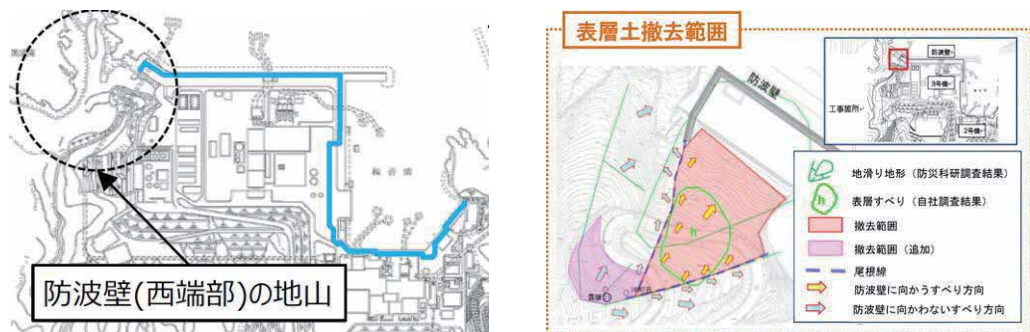 防波壁(西端部)の地山
表層土撤去範囲
防波壁
h
防波壁
3号機
工事箇所
2号機
地滑り地形（防災科研調査結果）
h
表層すべり（自社調査結果）
撤去範囲
撤去範囲（追加）
尾根線
防波壁に向かうすべり方向
防波壁に向かわないすべり方向